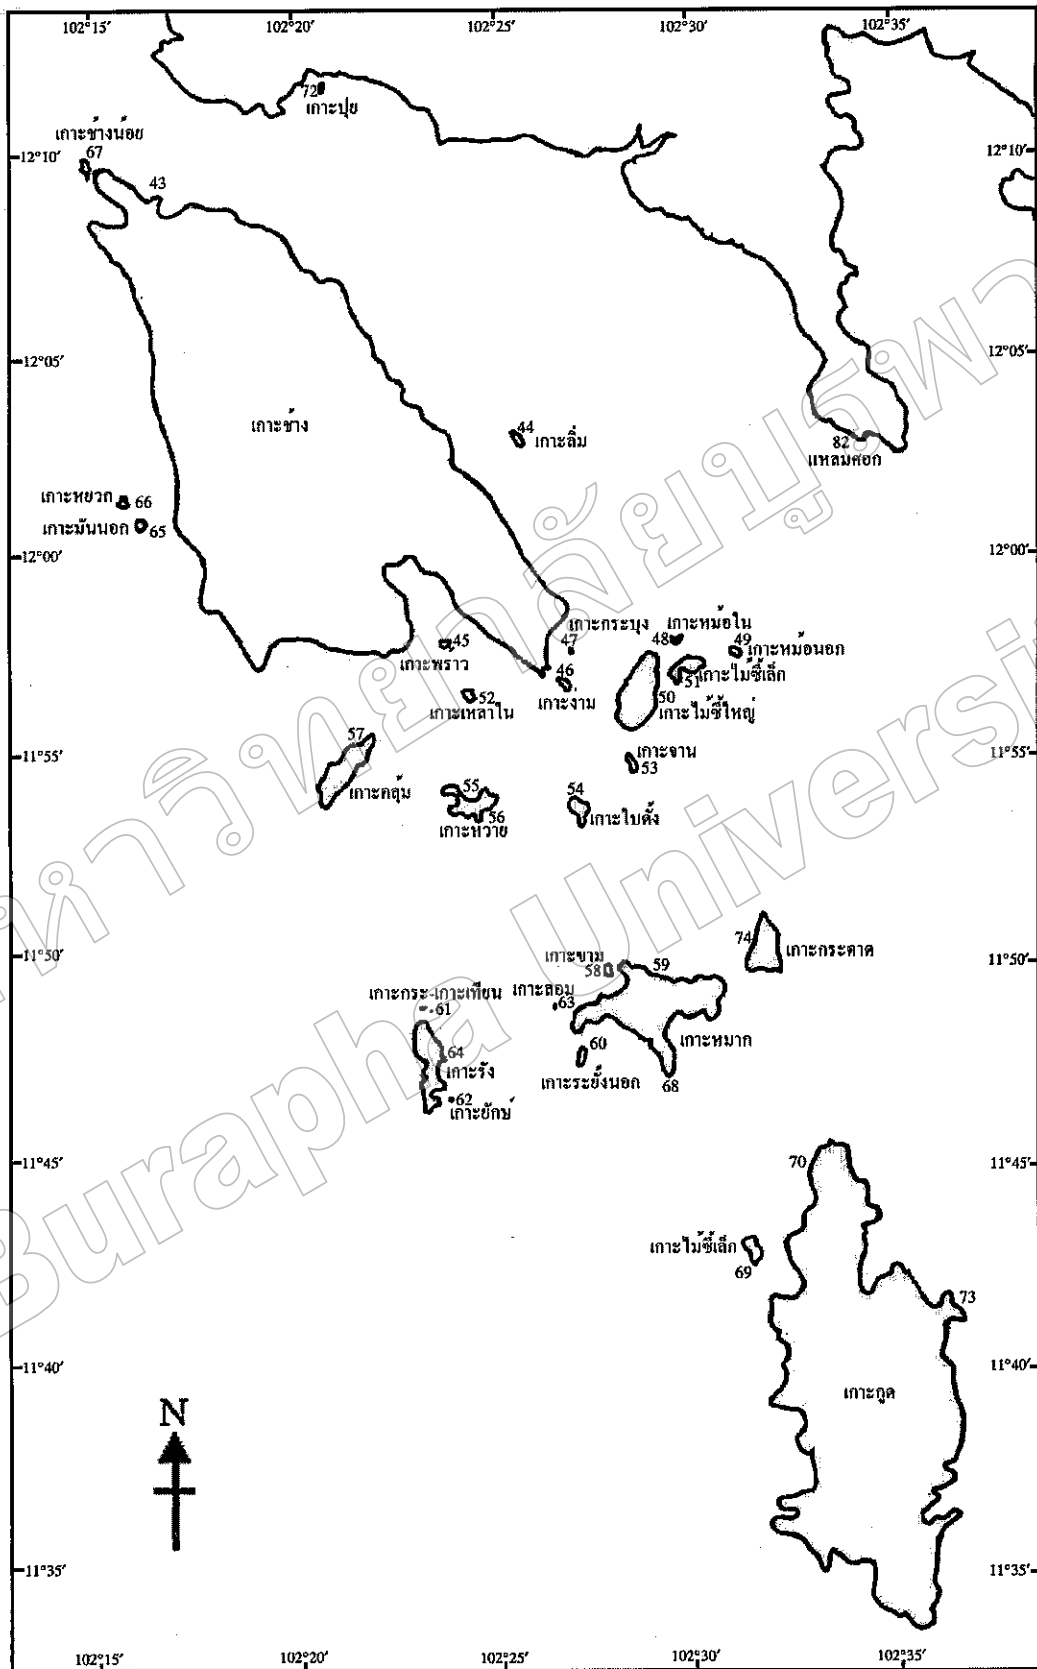 102°15′ 102°20′ 102°25′ 102°30′ 102°35′
72
เกาะปุย
เกาะช้างน้อย
67
12°10′ 12°10′
43
12°05′ 12°05′
เกาะช้าง
44
เกาะลิ่ม
82
แหลมศอก
เกาะหยวก 66
เกาะมันนอก 65
12°00′ 12°00′
เกาะกระบุง เกาะหม้อใน
45 47 48 49
เกาะหม้อนอก
เกาะพราว
46 51 เกาะไม้ซี้เล็ก
52 เกาะงาม 50
เกาะเหลาใน เกาะไม้ซี้ใหญ่
57
11°55′ เกาะจาน 11°55′
53
เกาะคลุ้ม 55 54
56 เกาะใบดั้ง
เกาะหวาย
74 เกาะกระดาด
11°50′ เกาะขาม 59 11°50′
58
เกาะกระ-เกาะเทียน
61
เกาะลอม
63
64 60 เกาะหมาก
เกาะรัง เกาะระยั้งนอก 68
62
เกาะยักษ์
11°45′ 70 11°45′
เกาะไม้ซี้เล็ก
69
73
11°40′ 11°40′
เกาะกูด
N
11°35′ 11°35′
102°15′ 102°20′ 102°25′ 102°30′ 102°35′
มหาวิทยาลัยบูรพา
Burapha University